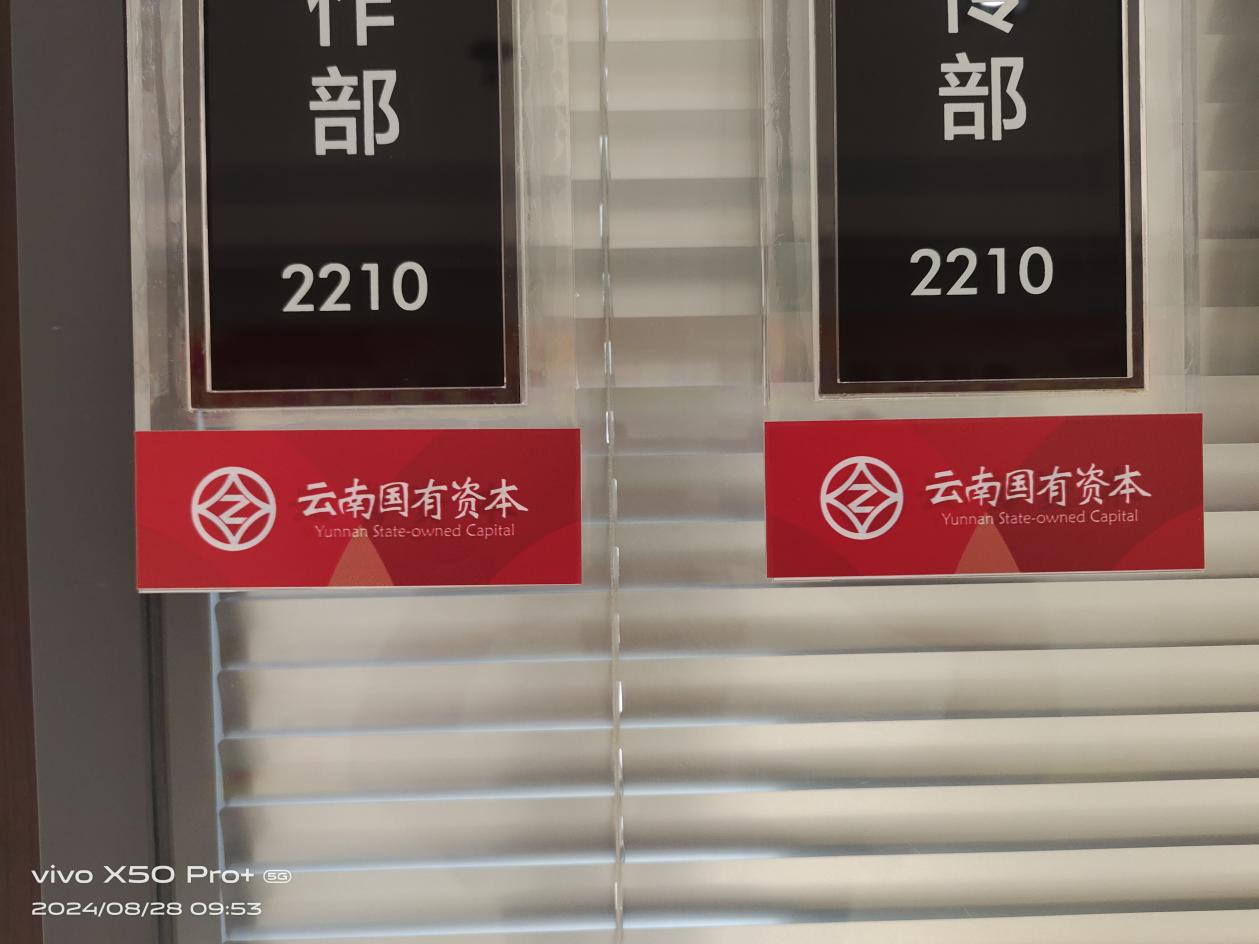 作
部
2210
云南国有资本
Yunnan State-owned Capital
传
部
2210
云南国有资本
Yunnan State-owned Capital
vivo X50 Pro+ 5G
2024/08/28 09:53